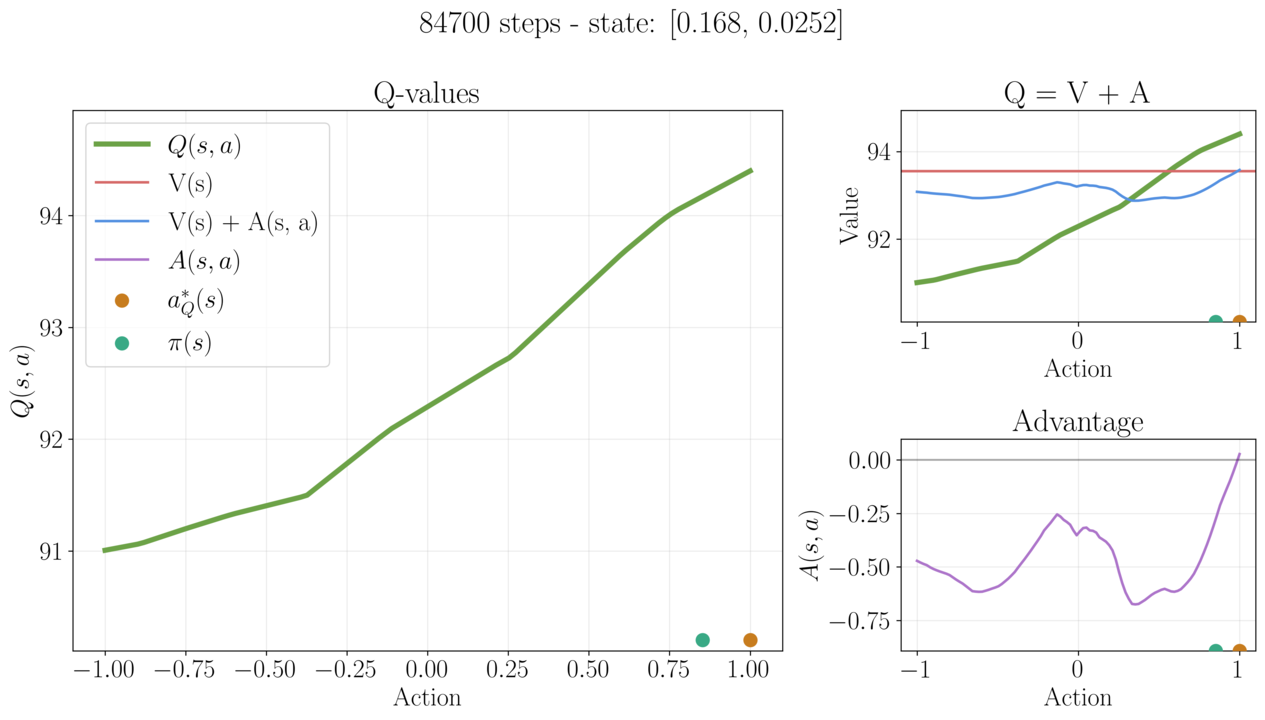 84700 steps - state: [0.168, 0.0252]
Q-values
Q(s, a)
V(s)
V(s) + A(s, a)
A(s, a)
a*Q(s)
π(s)
Q(s, a)
94
93
92
91
−1.00 −0.75 −0.50 −0.25 0.00 0.25 0.50 0.75 1.00
Action
Q = V + A
Value
94
92
−1 0 1
Action
Advantage
A(s, a)
0.00
−0.25
−0.50
−0.75
−1 0 1
Action